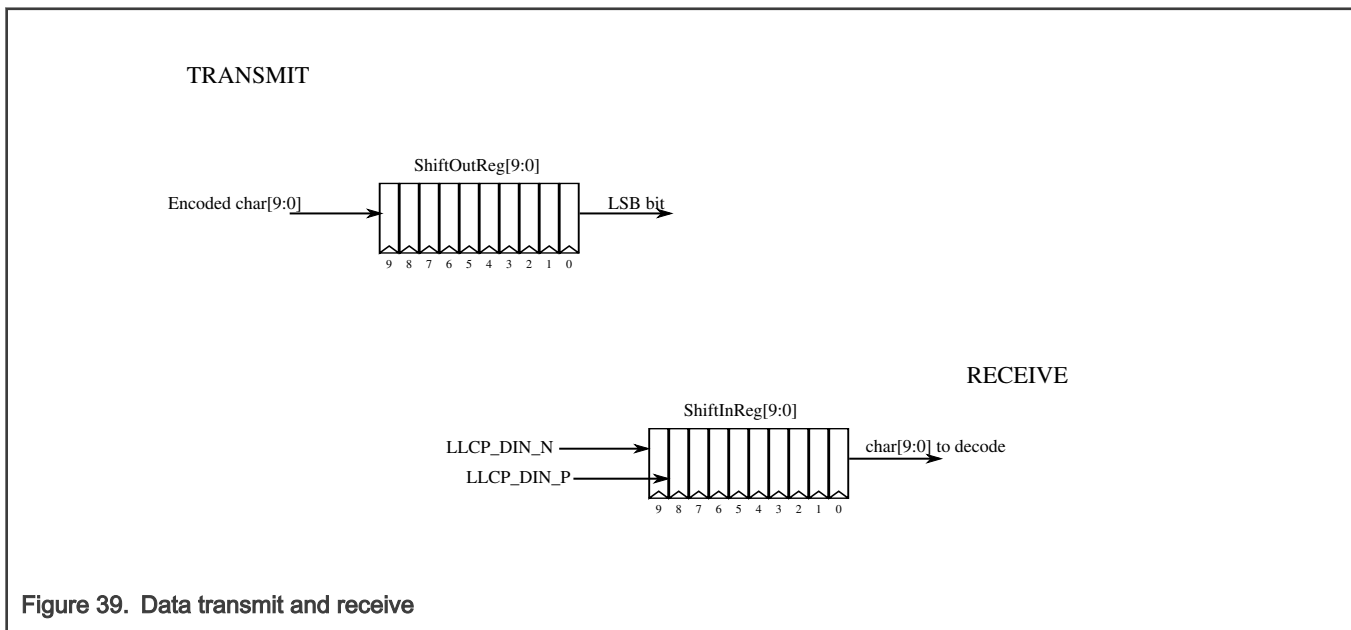 TRANSMIT
ShiftOutReg[9:0]
Encoded char[9:0]
LSB bit
9 8 7 6 5 4 3 2 1 0
RECEIVE
ShiftInReg[9:0]
LLCP_DIN_N
char[9:0] to decode
LLCP_DIN_P
9 8 7 6 5 4 3 2 1 0
Figure 39. Data transmit and receive